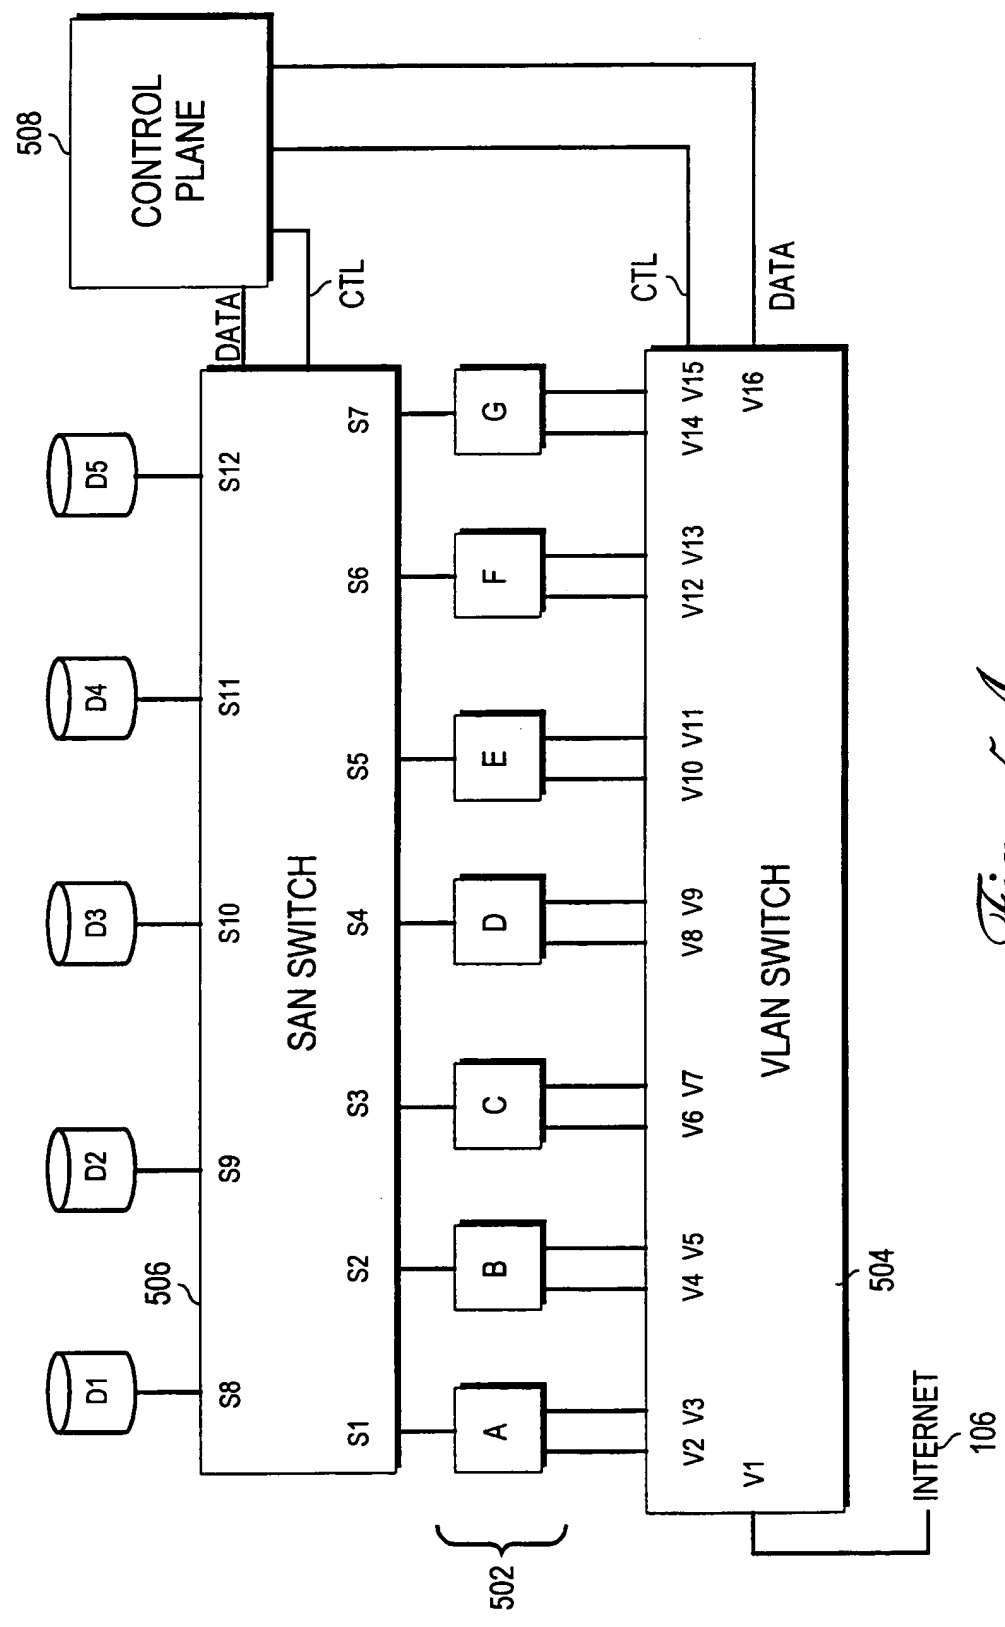 508
CONTROL
PLANE
D1
D2
D3
D4
D5
506
DATA
CTL
S8
S9
S10
S11
S12
SAN SWITCH
S1
S2
S3
S4
S5
S6
S7
502
A
B
C
D
E
F
G
CTL
DATA
V2 V3
V4 V5
V6 V7
V8 V9
V10 V11
V12 V13
V14 V15
V1
V16
VLAN SWITCH
504
INTERNET
106